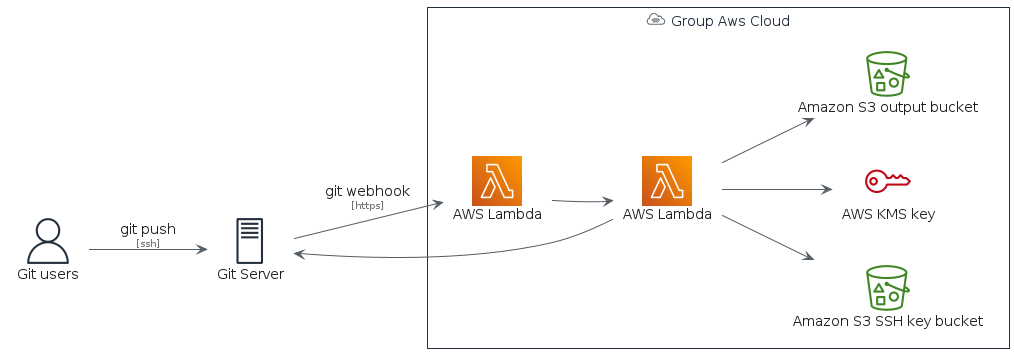 Group Aws Cloud
Amazon S3 output bucket
git webhook
[https]
AWS Lambda
AWS Lambda
AWS KMS key
git push
[ssh]
Git users
Git Server
Amazon S3 SSH key bucket